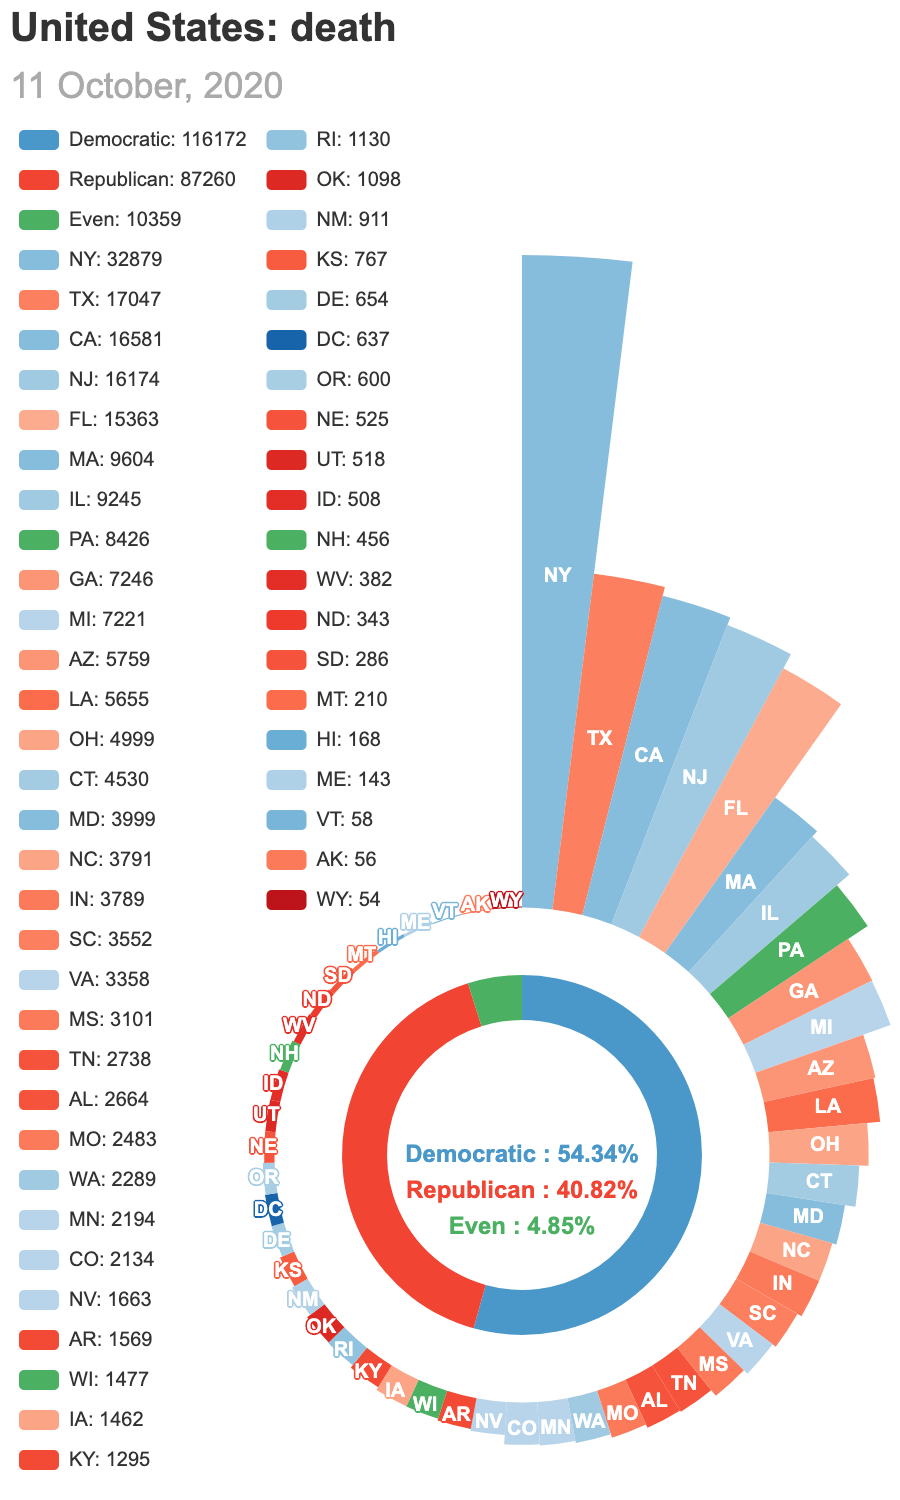 United States: death
11 October, 2020
Democratic: 116172
Republican: 87260
Even: 10359
NY: 32879
TX: 17047
CA: 16581
NJ: 16174
FL: 15363
MA: 9604
IL: 9245
PA: 8426
GA: 7246
MI: 7221
AZ: 5759
LA: 5655
OH: 4999
CT: 4530
MD: 3999
NC: 3791
IN: 3789
SC: 3552
VA: 3358
MS: 3101
TN: 2738
AL: 2664
MO: 2483
WA: 2289
MN: 2194
CO: 2134
NV: 1663
AR: 1569
WI: 1477
IA: 1462
KY: 1295
RI: 1130
OK: 1098
NM: 911
KS: 767
DE: 654
DC: 637
OR: 600
NE: 525
UT: 518
ID: 508
NH: 456
WV: 382
ND: 343
SD: 286
MT: 210
HI: 168
ME: 143
VT: 58
AK: 56
WY: 54
NY
TX
CA
NJ
FL
MA
IL
PA
GA
MI
AZ
LA
OH
CT
MD
NC
IN
SC
VA
MS
TN
AL
MO
WA
MN
CO
NV
AR
WI
IA
KY
RI
OK
NM
KS
DE
DC
OR
NE
UT
ID
NH
WV
ND
SD
MT
HI
ME
VT
AK
WY
Democratic : 54.34%
Republican : 40.82%
Even : 4.85%